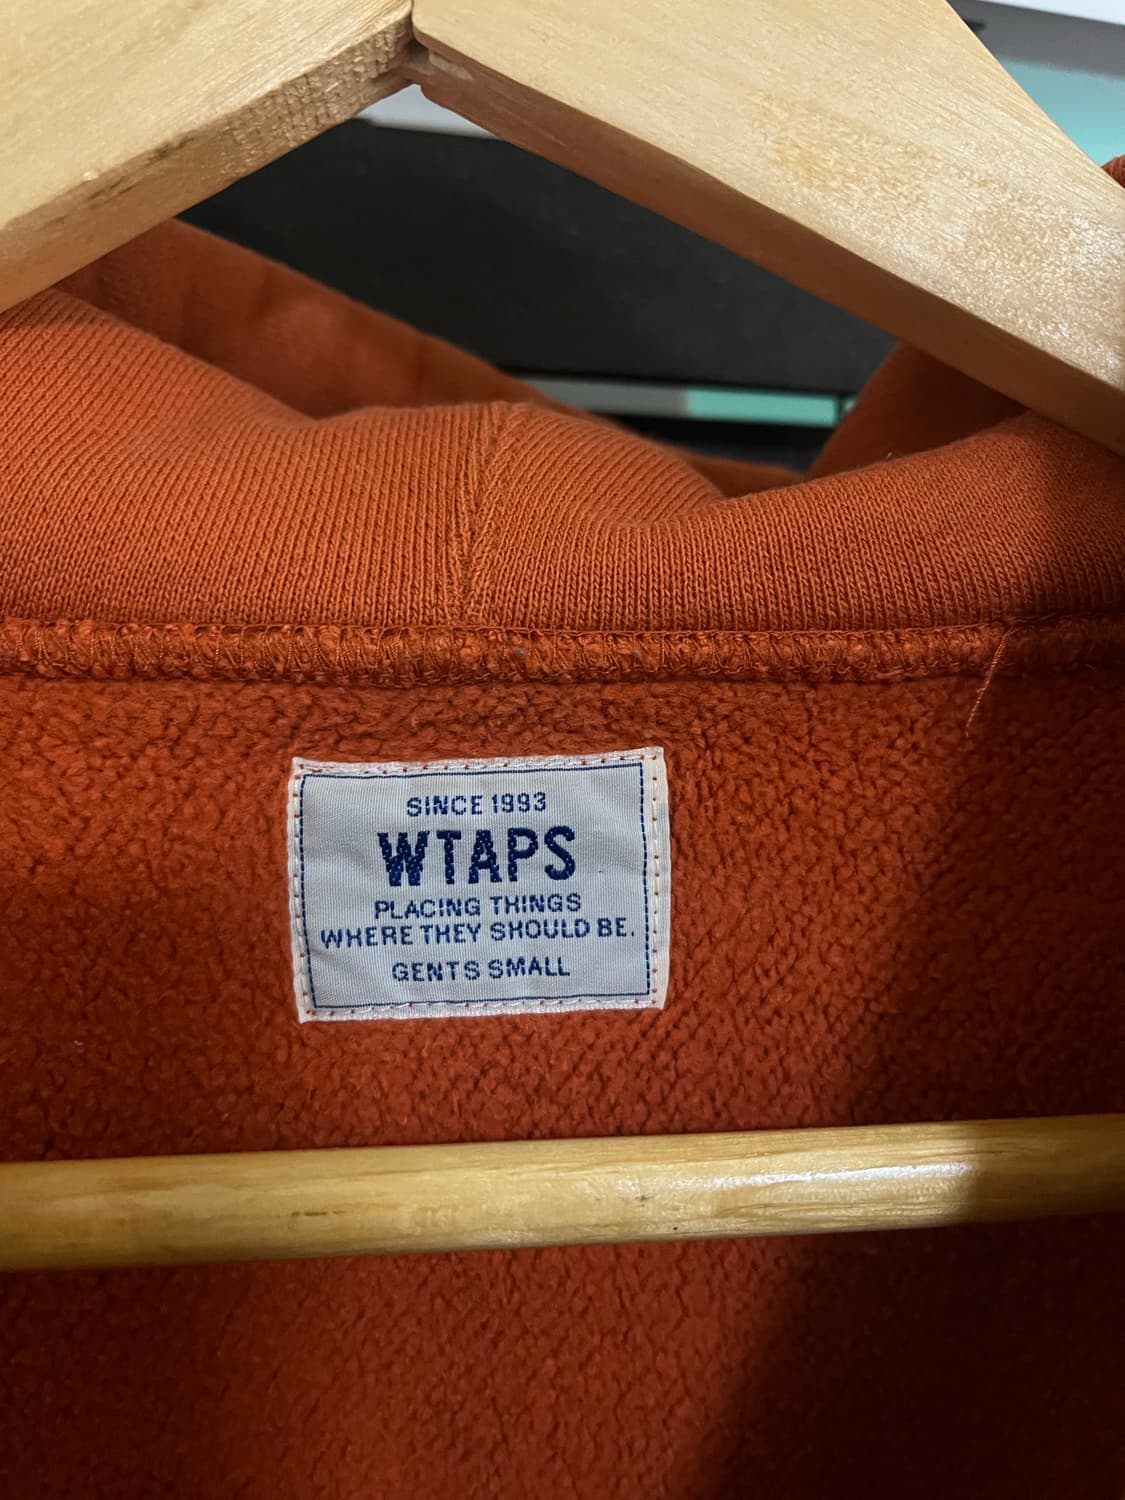 SINCE 1993
WTAPS
PLACING THINGS
WHERE THEY SHOULD BE.
GENTS SMALL